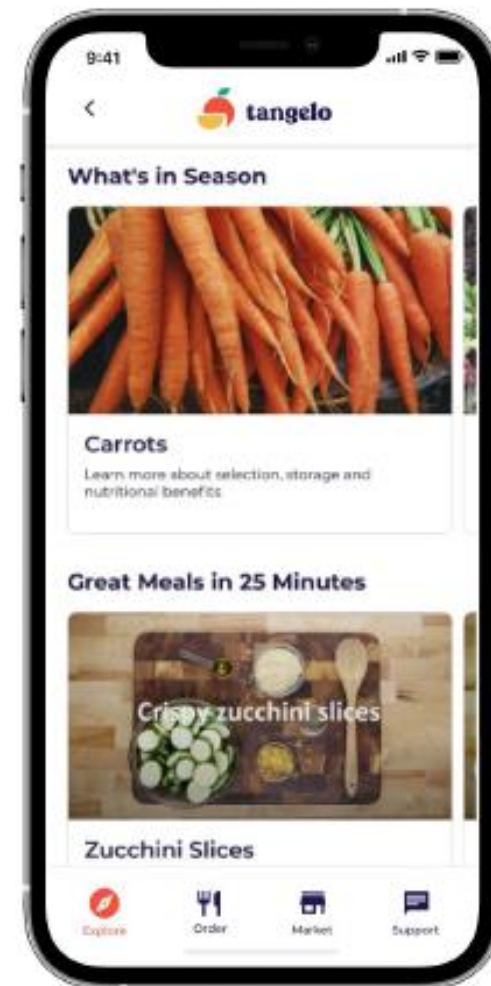 9:41
tangelo
What's in Season
Carrots
Learn more about selection, storage and
nutritional benefits
Great Meals in 25 Minutes
Crispy zucchini slices
Zucchini Slices
Explore
Order
Market
Support